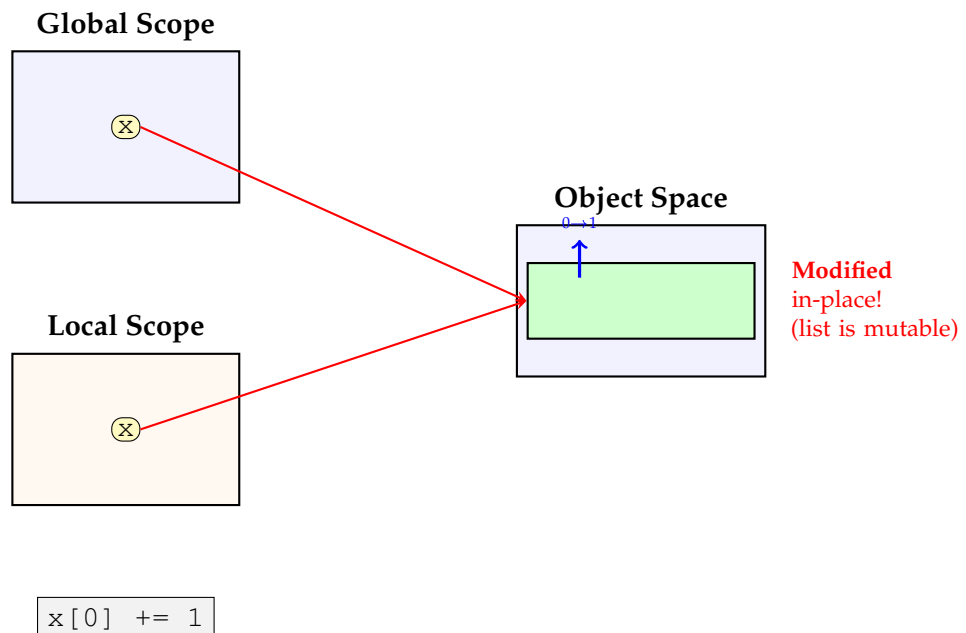 Global Scope
x
Object Space
0→1
Modified
in-place!
(list is mutable)
Local Scope
x
x[0] += 1